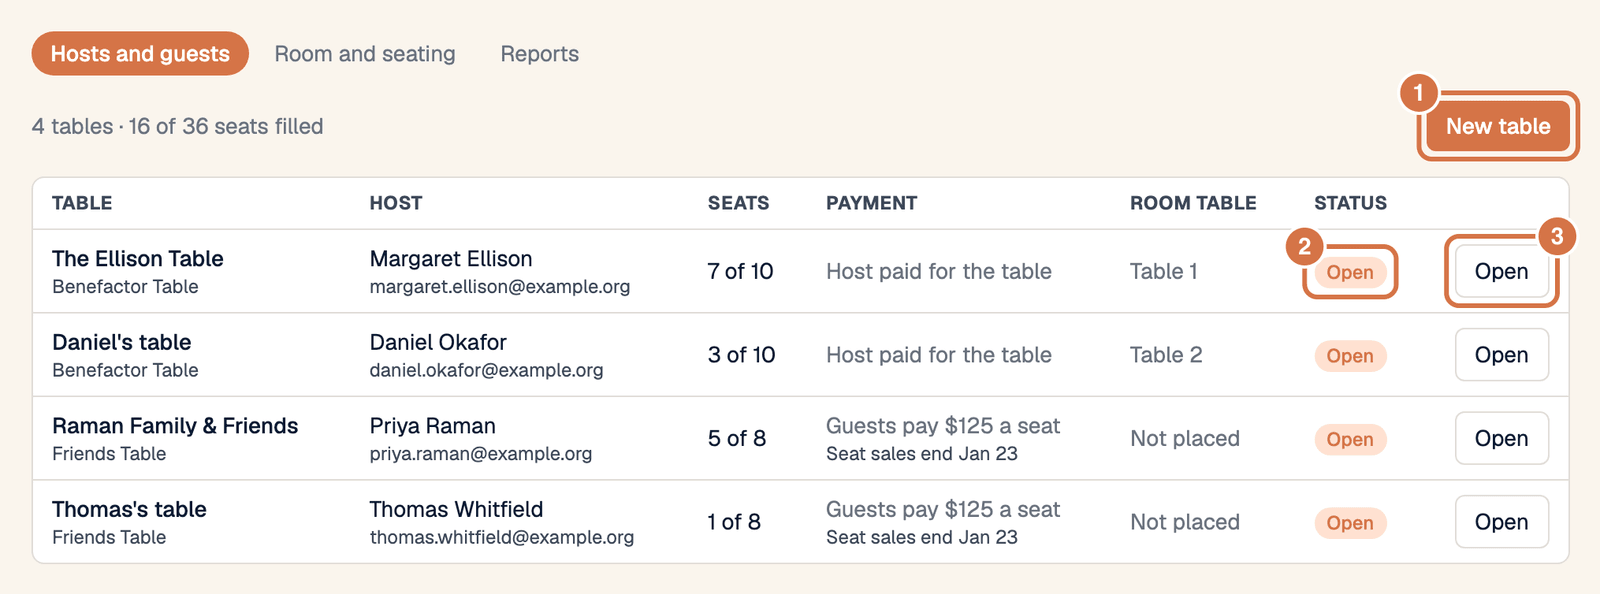 Hosts and guests Room and seating Reports
1
4 tables · 16 of 36 seats filled New table
TABLE HOST SEATS PAYMENT ROOM TABLE STATUS
2 3
The Ellison Table Margaret Ellison 7 of 10 Host paid for the table Table 1 Open Open
Benefactor Table margaret.ellison@example.org
Daniel's table Daniel Okafor 3 of 10 Host paid for the table Table 2 Open Open
Benefactor Table daniel.okafor@example.org
Raman Family & Friends Priya Raman 5 of 8 Guests pay $125 a seat Not placed Open Open
Friends Table priya.raman@example.org Seat sales end Jan 23
Thomas's table Thomas Whitfield 1 of 8 Guests pay $125 a seat Not placed Open Open
Friends Table thomas.whitfield@example.org Seat sales end Jan 23